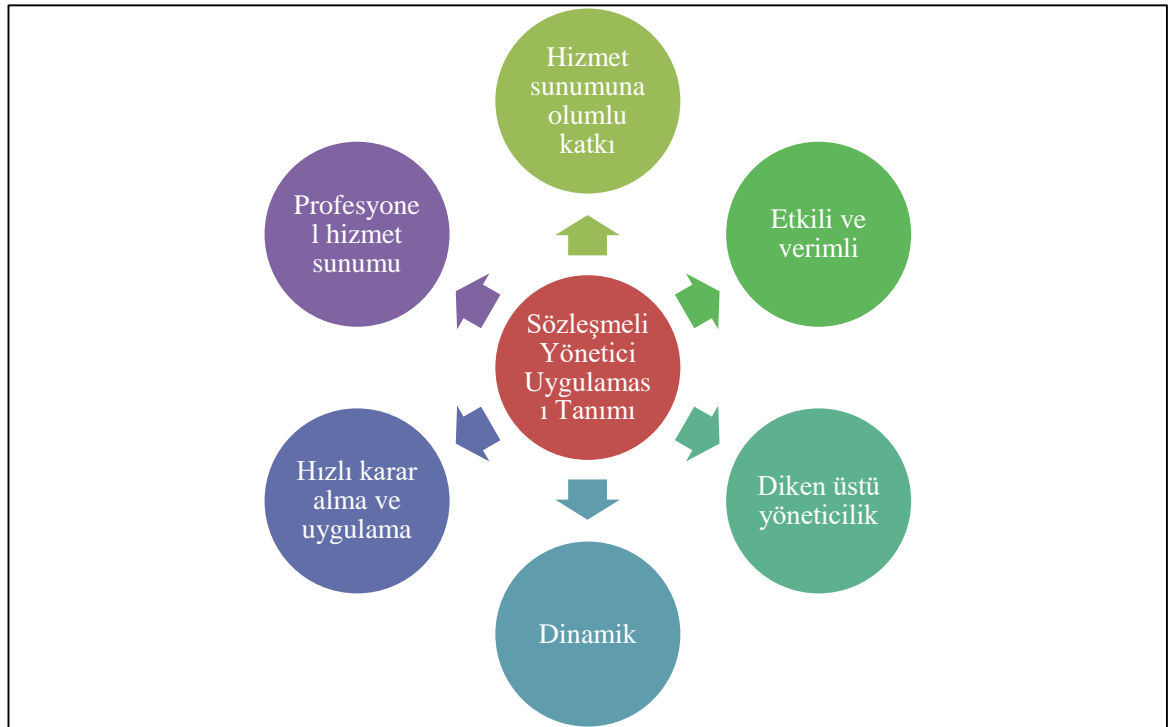 Hizmet
sunumuna
olumlu
katkı
Etkili ve
verimli
Diken üstü
yöneticilik
Dinamik
Hızlı karar
alma ve
uygulama
Profesyone
l hizmet
sunumu
Sözleşmeli
Yönetici
Uygulamas
ı Tanımı